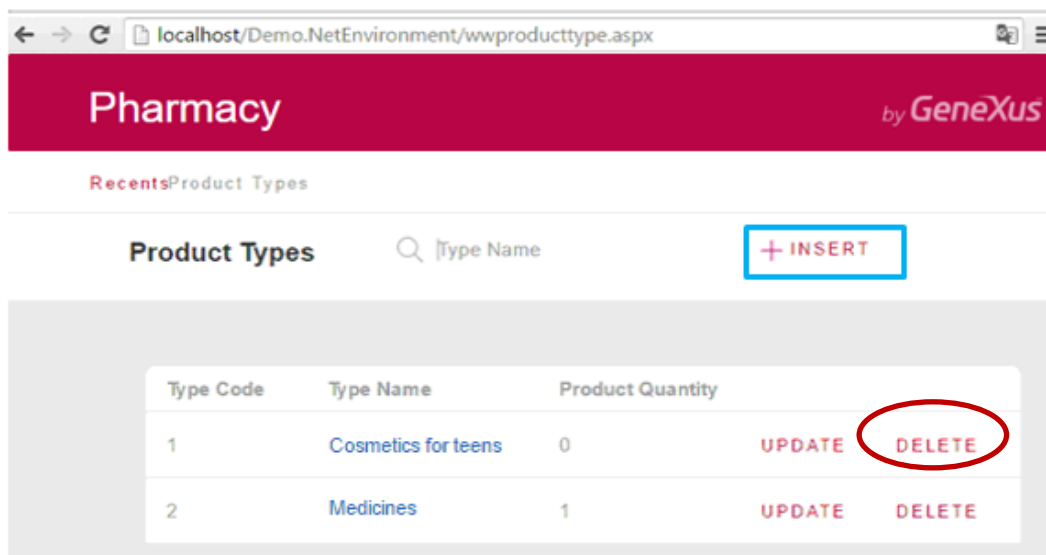 localhost/Demo.NetEnvironment/wwproducttype.aspx
Pharmacy by GeneXus
RecentsProduct Types
Product Types Type Name + INSERT
Type Code Type Name Product Quantity
1 Cosmetics for teens 0 UPDATE DELETE
2 Medicines 1 UPDATE DELETE